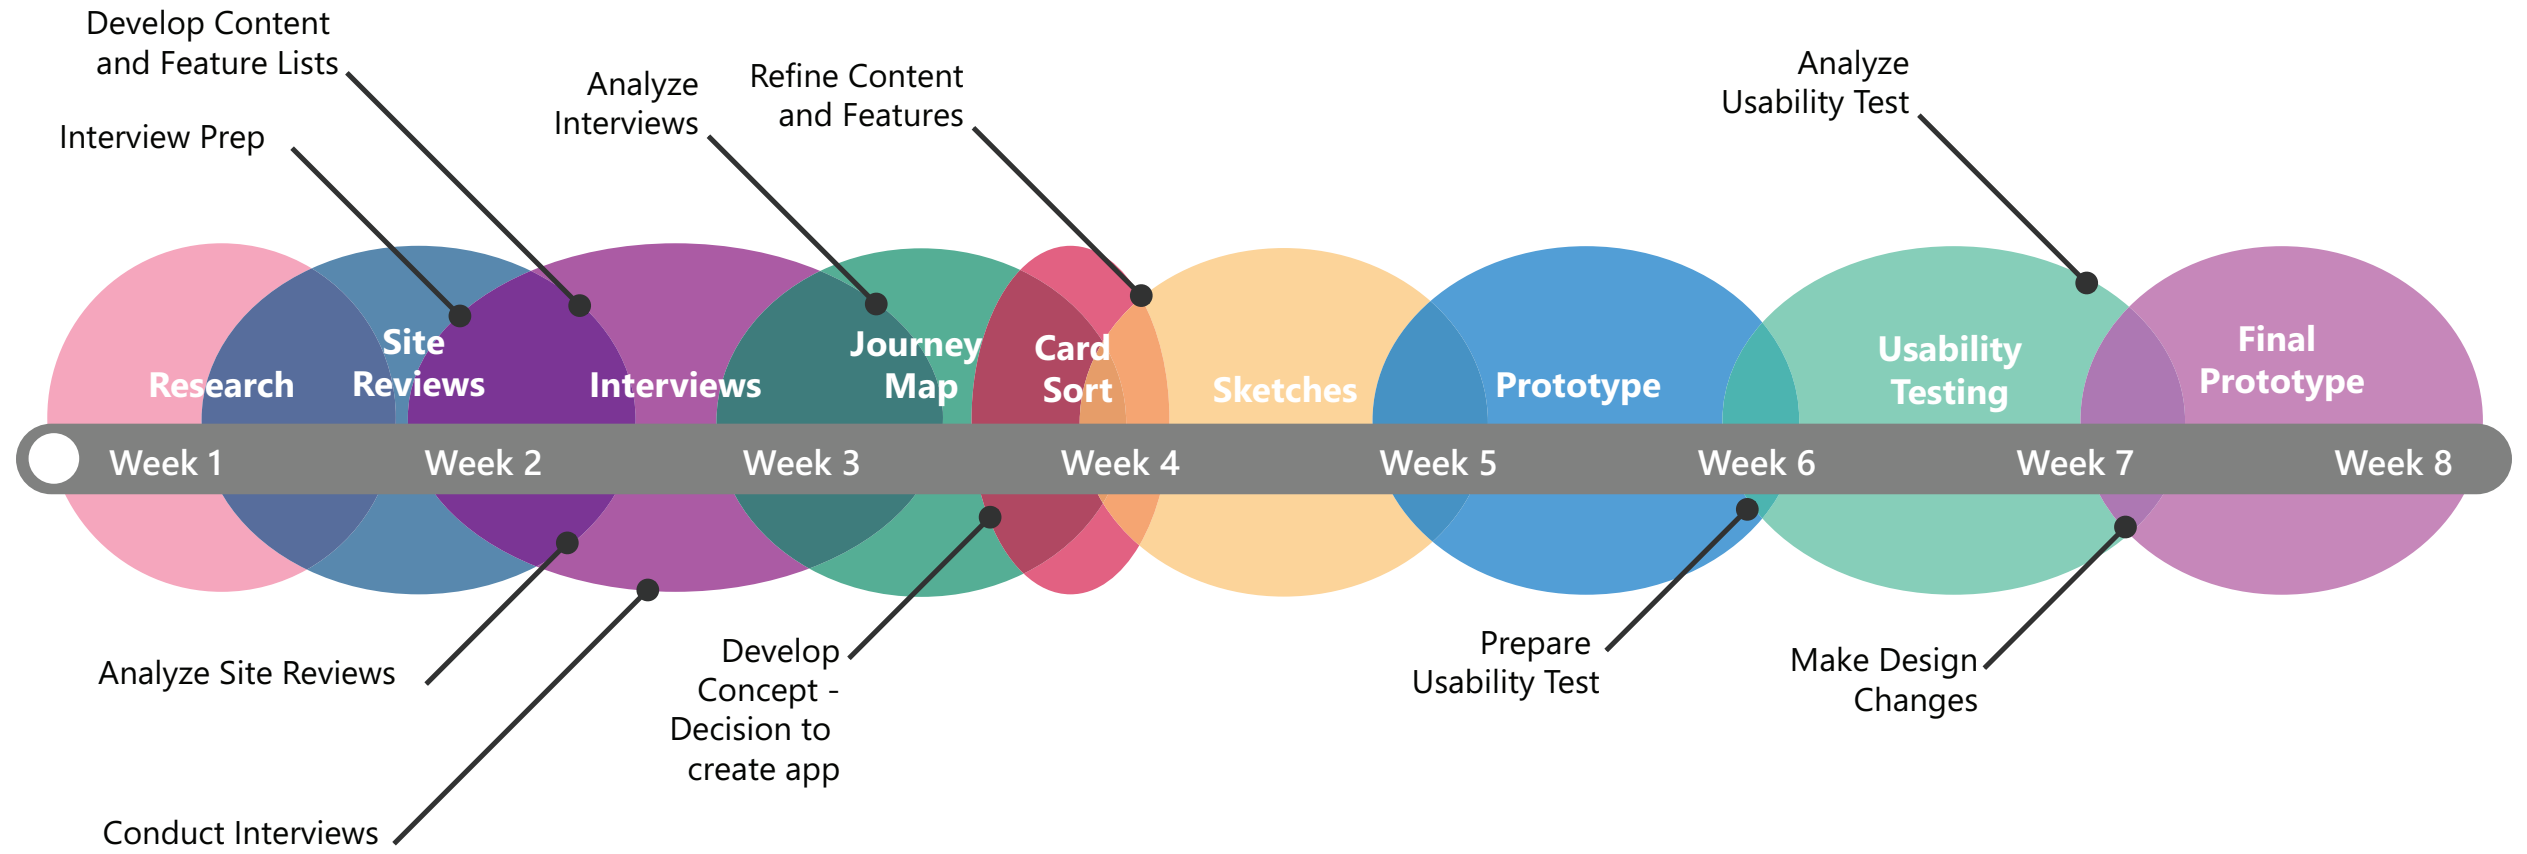 Develop Content
and Feature Lists
Interview Prep
Analyze
Interviews
Refine Content
and Features
Analyze
Usability Test
Research
Site
Reviews
Interviews
Journey
Map
Card
Sort
Sketches
Prototype
Usability
Testing
Final
Prototype
Week 1
Week 2
Week 3
Week 4
Week 5
Week 6
Week 7
Week 8
Analyze Site Reviews
Conduct Interviews
Develop
Concept -
Decision to
create app
Prepare
Usability Test
Make Design
Changes